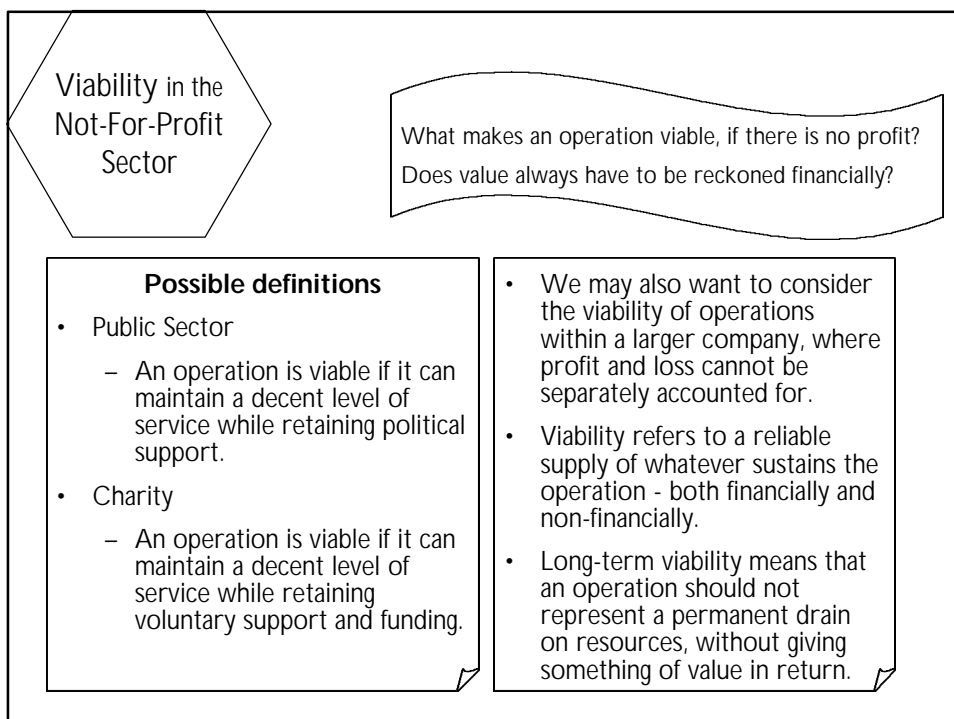 Viability in the
Not-For-Profit
Sector
What makes an operation viable, if there is no profit?
Does value always have to be reckoned financially?
Possible definitions
• Public Sector
– An operation is viable if it can
maintain a decent level of
service while retaining political
support.
• Charity
– An operation is viable if it can
maintain a decent level of
service while retaining
voluntary support and funding.
• We may also want to consider
the viability of operations
within a larger company, where
profit and loss cannot be
separately accounted for.
• Viability refers to a reliable
supply of whatever sustains the
operation - both financially and
non-financially.
• Long-term viability means that
an operation should not
represent a permanent drain
on resources, without giving
something of value in return.